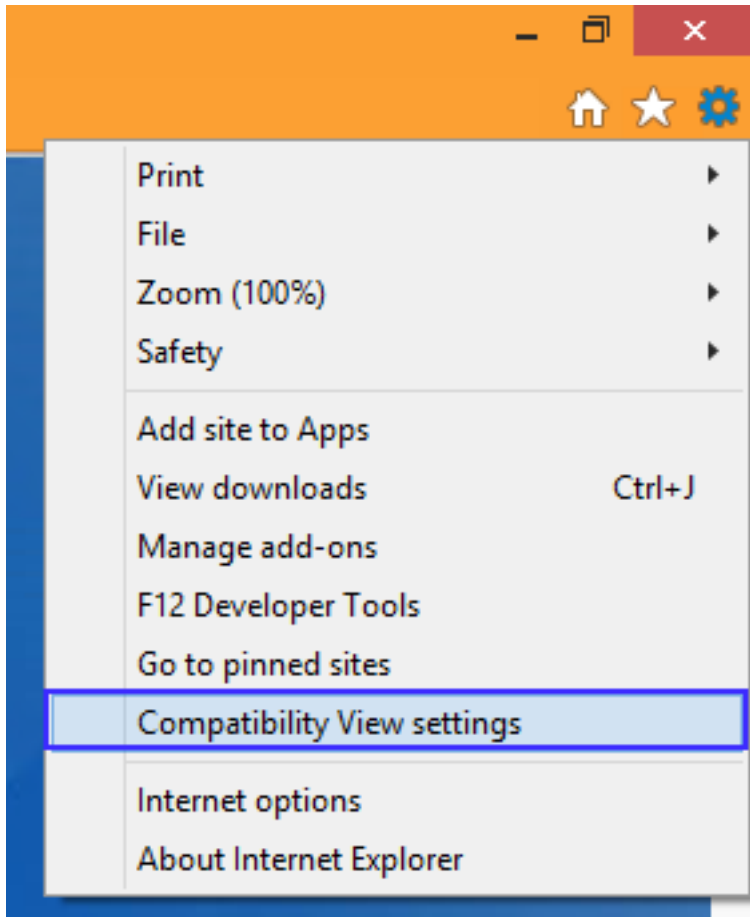 Print
File
Zoom (100%)
Safety
Add site to Apps
View downloads Ctrl+J
Manage add-ons
F12 Developer Tools
Go to pinned sites
Compatibility View settings
Internet options
About Internet Explorer